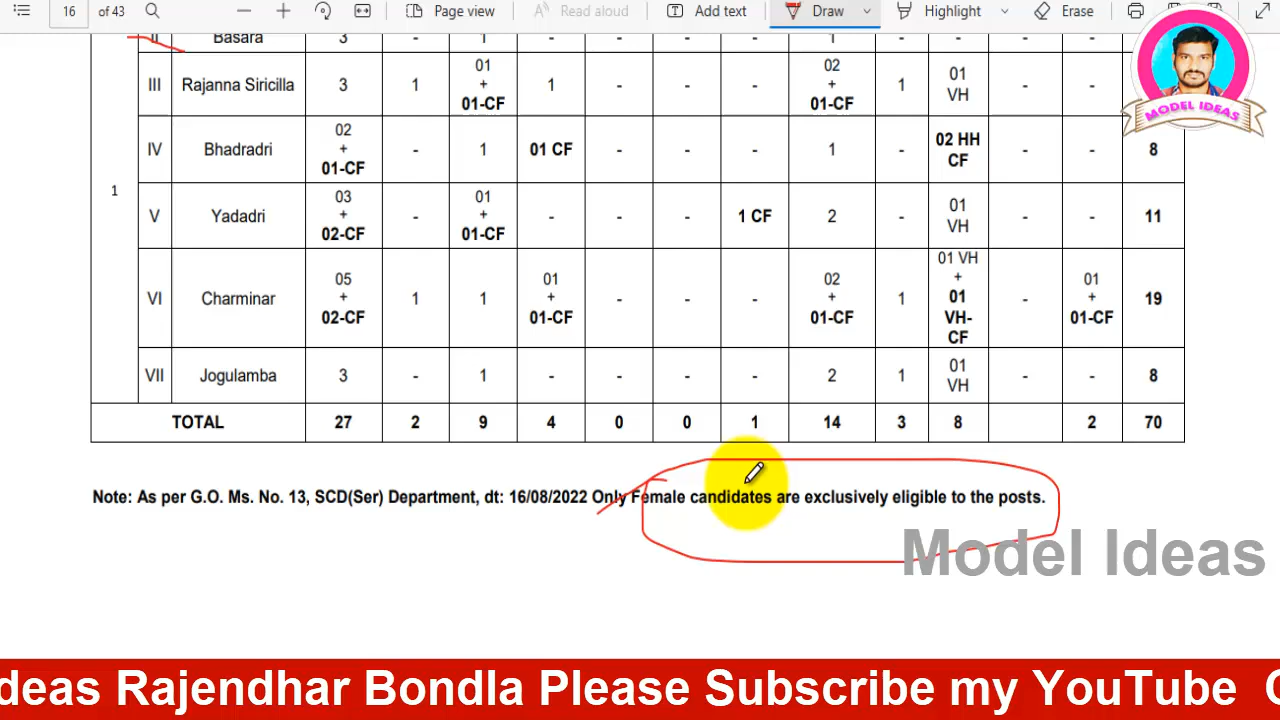 16 of 43 Page view Read aloud Add text Draw Highlight Erase
II Basara 3 - 1 - - - - 1 - - - -
III Rajanna Siricilla 3 1 01 + 01-CF 1 - - - 02 + 01-CF 1 01 VH - -
1
IV Bhadradri 02 + 01-CF - 1 01 CF - - - 1 - 02 HH CF - - 8
V Yadadri 03 + 02-CF - 01 + 01-CF - - - 1 CF 2 - 01 VH - - 11
VI Charminar 05 + 02-CF 1 1 01 + 01-CF - - - 02 + 01-CF 1 01 VH + 01 VH-CF - 01 + 01-CF 19
VII Jogulamba 3 - 1 - - - - 2 1 01 VH - - 8
TOTAL 27 2 9 4 0 0 1 14 3 8 2 70
Note: As per G.O. Ms. No. 13, SCD(Ser) Department, dt: 16/08/2022 Only Female candidates are exclusively eligible to the posts.
MODEL IDEAS
Model Ideas
deas Rajendhar Bondla Please Subscribe my YouTube